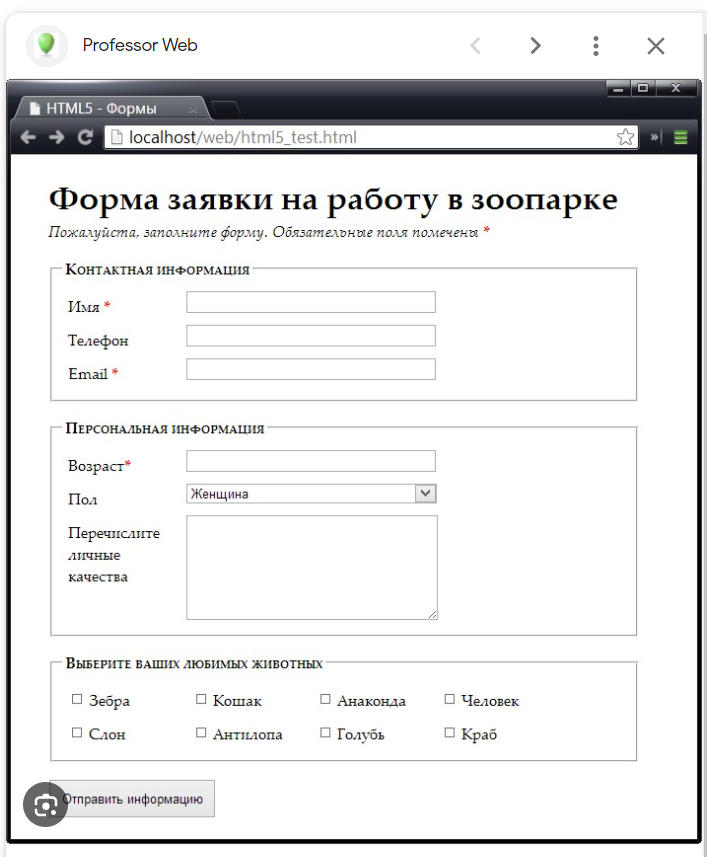 Professor Web
HTML5 - Формы
localhost/web/html5_test.html
Форма заявки на работу в зоопарке
Пожалуйста, заполните форму. Обязательные поля помечены *
Контактная информация
Имя *
Телефон
Email *
Персональная информация
Возраст*
Пол Женщина
Перечислите
личные
качества
Выберите ваших любимых животных
Зебра Кошак Анаконда Человек
Слон Антилопа Голубь Краб
Отправить информацию